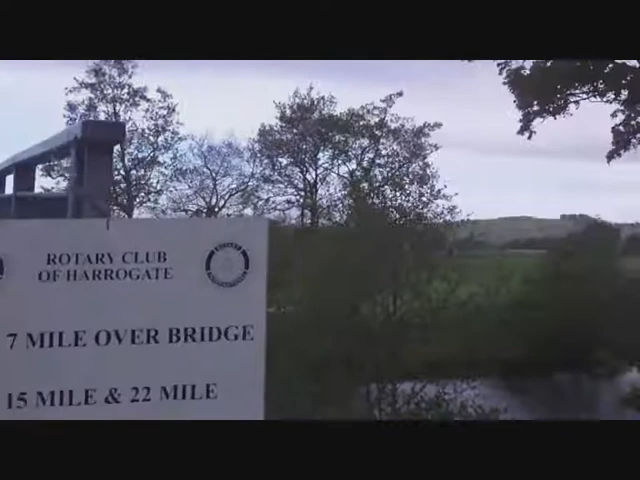 ROTARY CLUB
OF HARROGATE
7 MILE OVER BRIDGE
15 MILE & 22 MILE